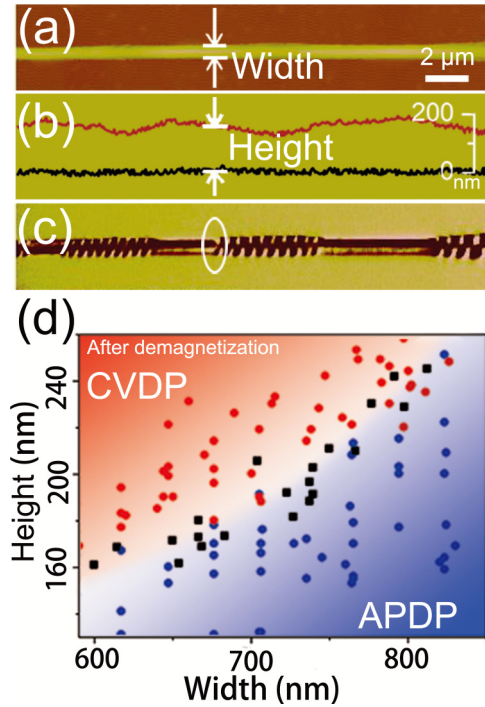 (a)
Width
2 μm
(b)
Height
200
0
nm
(c)
(d)
After demagnetization
CVDP
APDP
Height (nm)
240
200
160
600
700
800
Width (nm)